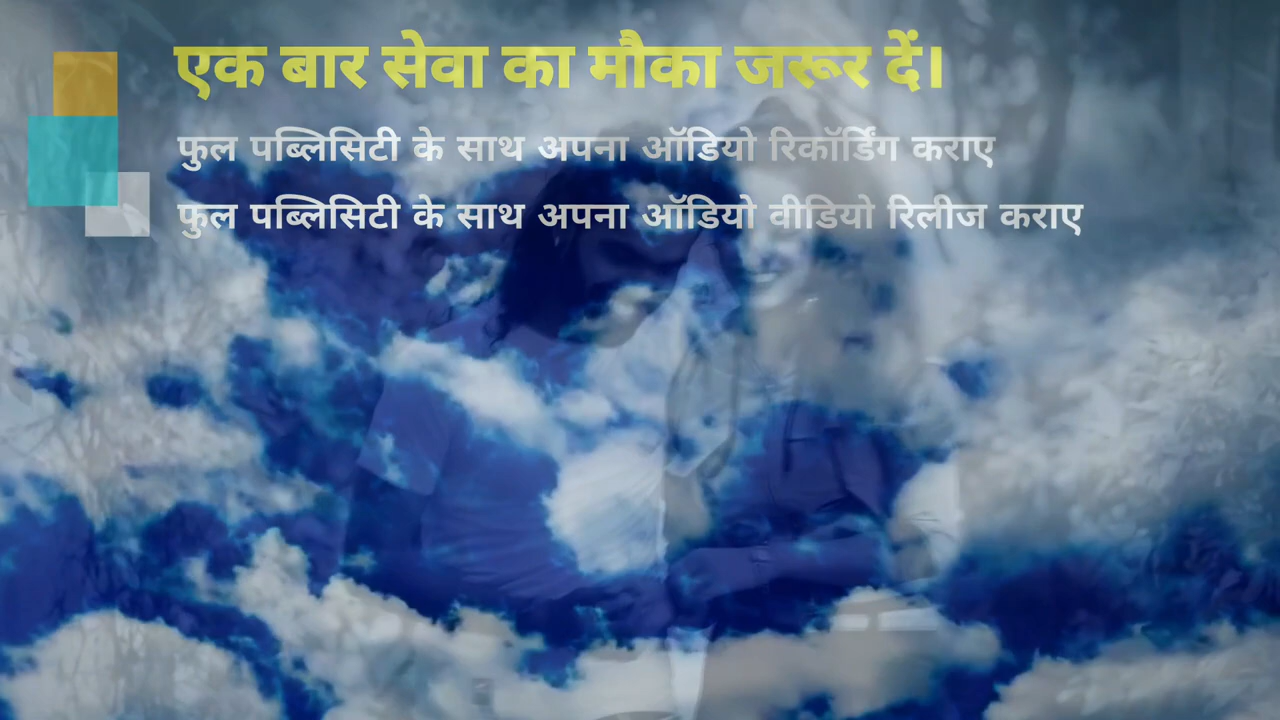 एक बार सेवा का मौका जरूर दें।
फुल पब्लिसिटी के साथ अपना ऑडियो रिकॉर्डिंग कराए
फुल पब्लिसिटी के साथ अपना ऑडियो वीडियो रिलीज कराए